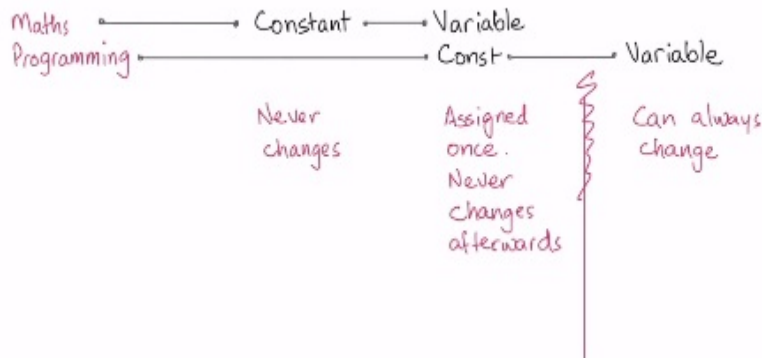 Maths Constant Variable
Programming Const Variable
Never Assigned Can always
changes once. change
Never
changes
afterwards